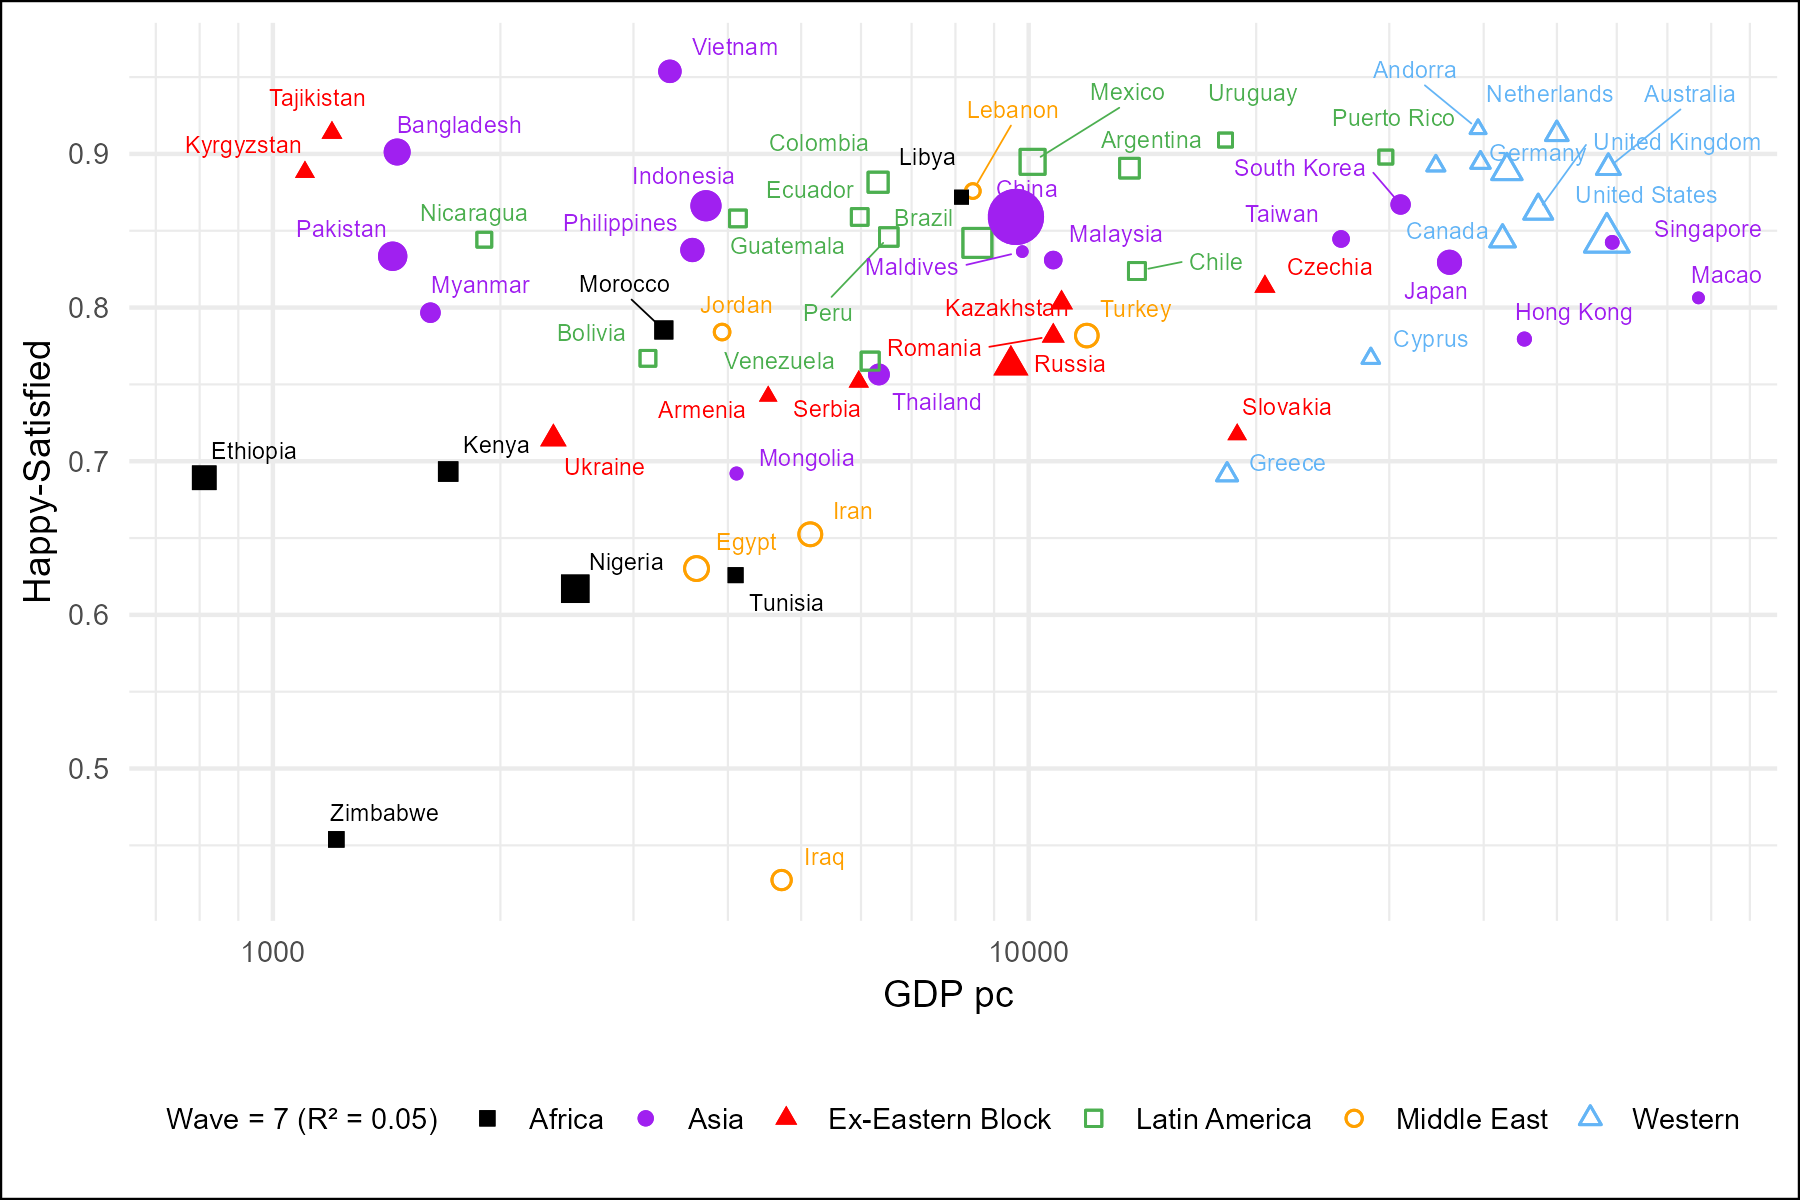 Vietnam
Andorra
Tajikistan
Mexico
Uruguay
Netherlands
Australia
Lebanon
Puerto Rico
Bangladesh
Kyrgyzstan
Colombia
Argentina
United Kingdom
0.9
Libya
Germany
South Korea
Indonesia
China
Ecuador
United States
Nicaragua
Philippines
Brazil
Taiwan
Pakistan
Guatemala
Malaysia
Canada
Singapore
Maldives
Chile
Czechia
Macao
Myanmar
Morocco
Japan
0.8
Jordan
Kazakhstan
Turkey
Hong Kong
Peru
Bolivia
Cyprus
Romania
Venezuela
Russia
Thailand
Armenia
Serbia
Slovakia
Happy-Satisfied
Ethiopia
Kenya
0.7
Ukraine
Mongolia
Greece
Iran
Egypt
Nigeria
Tunisia
0.6
0.5
Zimbabwe
Iraq
1000
10000
GDP pc
Wave = 7 (R² = 0.05) Africa Asia Ex-Eastern Block Latin America Middle East Western